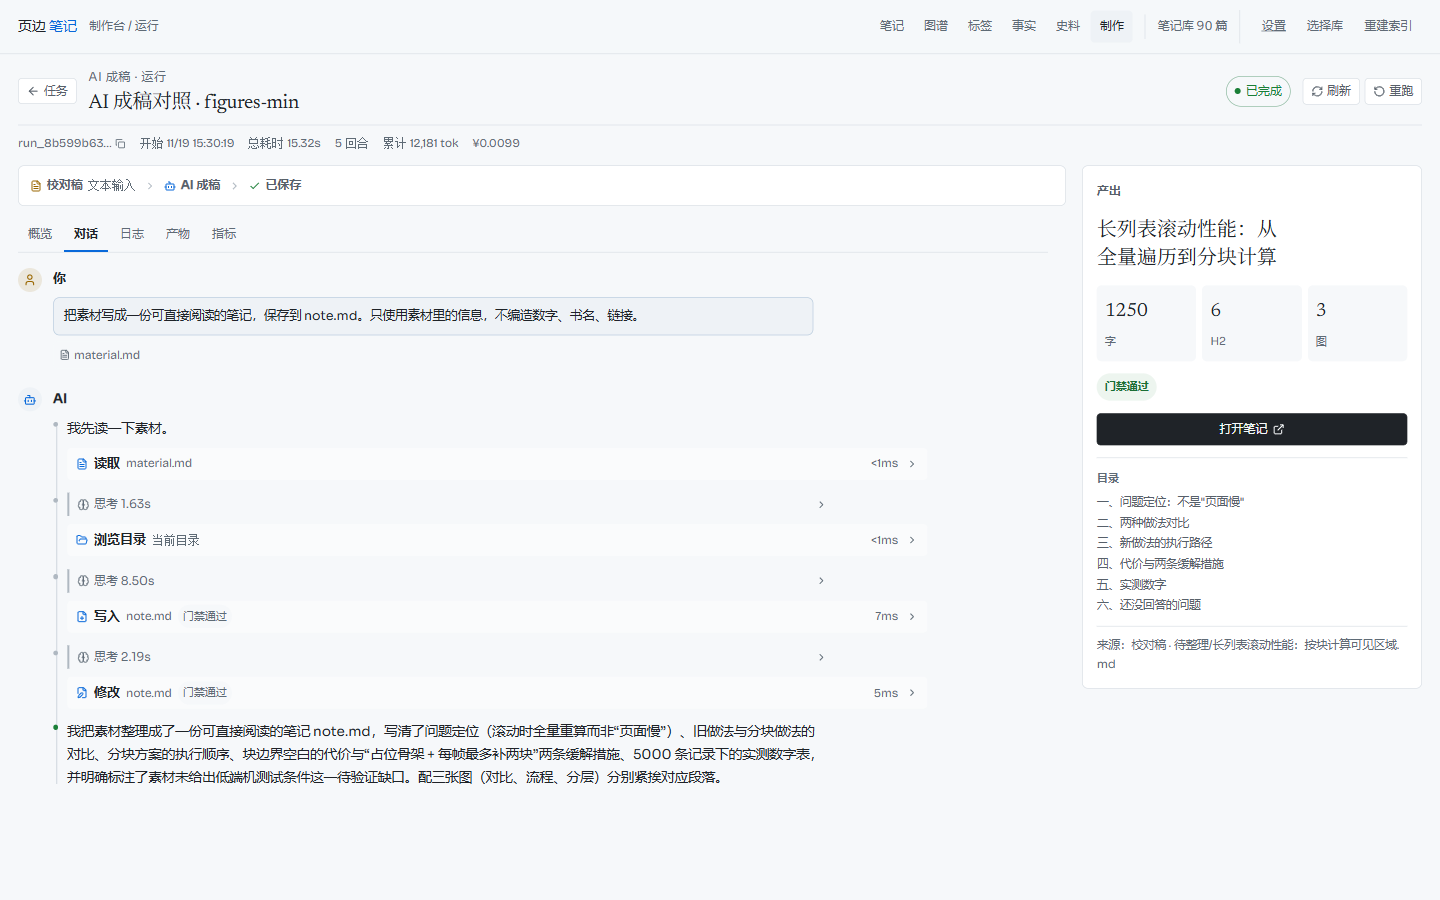 页边 笔记 制作台 / 运行 笔记 图谱 标签 事实 史料 制作 笔记库 90 篇 设置 选择库 重建索引
← 任务
AI 成稿 · 运行
AI 成稿对照 · figures-min
已完成 刷新 重跑
run_8b599b63... 开始 11/19 15:30:19 总耗时 15.32s 5 回合 累计 12,181 tok ¥0.0099
校对稿 文本输入 › AI 成稿 › 已保存
概览 对话 日志 产物 指标
你
把素材写成一份可直接阅读的笔记，保存到 note.md。只使用素材里的信息，不编造数字、书名、链接。
material.md
AI
我先读一下素材。
读取 material.md <1ms
思考 1.63s
浏览目录 当前目录 <1ms
思考 8.50s
写入 note.md 门禁通过 7ms
思考 2.19s
修改 note.md 门禁通过 5ms
我把素材整理成了一份可直接阅读的笔记 note.md，写清了问题定位（滚动时全量重算而非“页面慢”）、旧做法与分块做法的
对比、分块方案的执行顺序、块边界空白的代价与“占位骨架 + 每帧最多补两块”两条缓解措施、5000 条记录下的实测数字表，
并明确标注了素材未给出低端机测试条件这一待验证缺口。配三张图（对比、流程、分层）分别紧挨对应段落。
产出
长列表滚动性能：从
全量遍历到分块计算
1250 6 3
字 H2 图
门禁通过
打开笔记
目录
一、问题定位：不是"页面慢"
二、两种做法对比
三、新做法的执行路径
四、代价与两条缓解措施
五、实测数字
六、还没回答的问题
来源：校对稿 · 待整理/长列表滚动性能：按块计算可见区域.
md